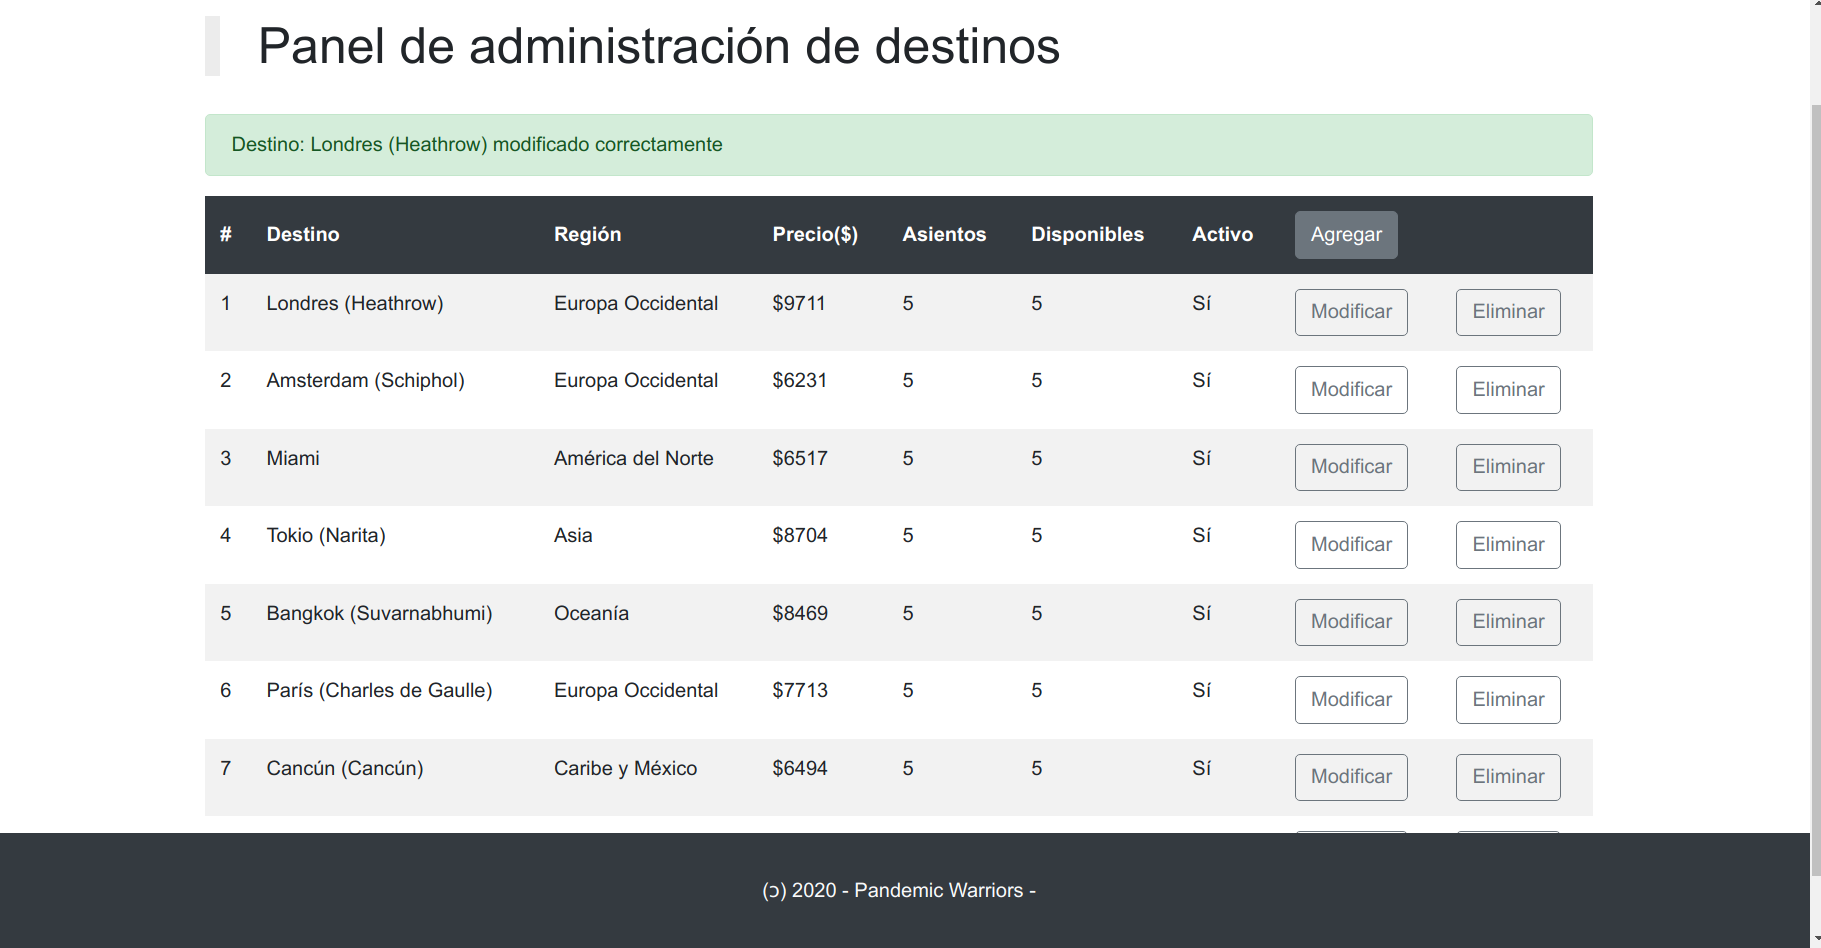 Panel de administración de destinos
Destino: Londres (Heathrow) modificado correctamente
# Destino Región Precio($) Asientos Disponibles Activo Agregar
1 Londres (Heathrow) Europa Occidental $9711 5 5 Sí Modificar Eliminar
2 Amsterdam (Schiphol) Europa Occidental $6231 5 5 Sí Modificar Eliminar
3 Miami América del Norte $6517 5 5 Sí Modificar Eliminar
4 Tokio (Narita) Asia $8704 5 5 Sí Modificar Eliminar
5 Bangkok (Suvarnabhumi) Oceanía $8469 5 5 Sí Modificar Eliminar
6 París (Charles de Gaulle) Europa Occidental $7713 5 5 Sí Modificar Eliminar
7 Cancún (Cancún) Caribe y México $6494 5 5 Sí Modificar Eliminar
(ɔ) 2020 - Pandemic Warriors -